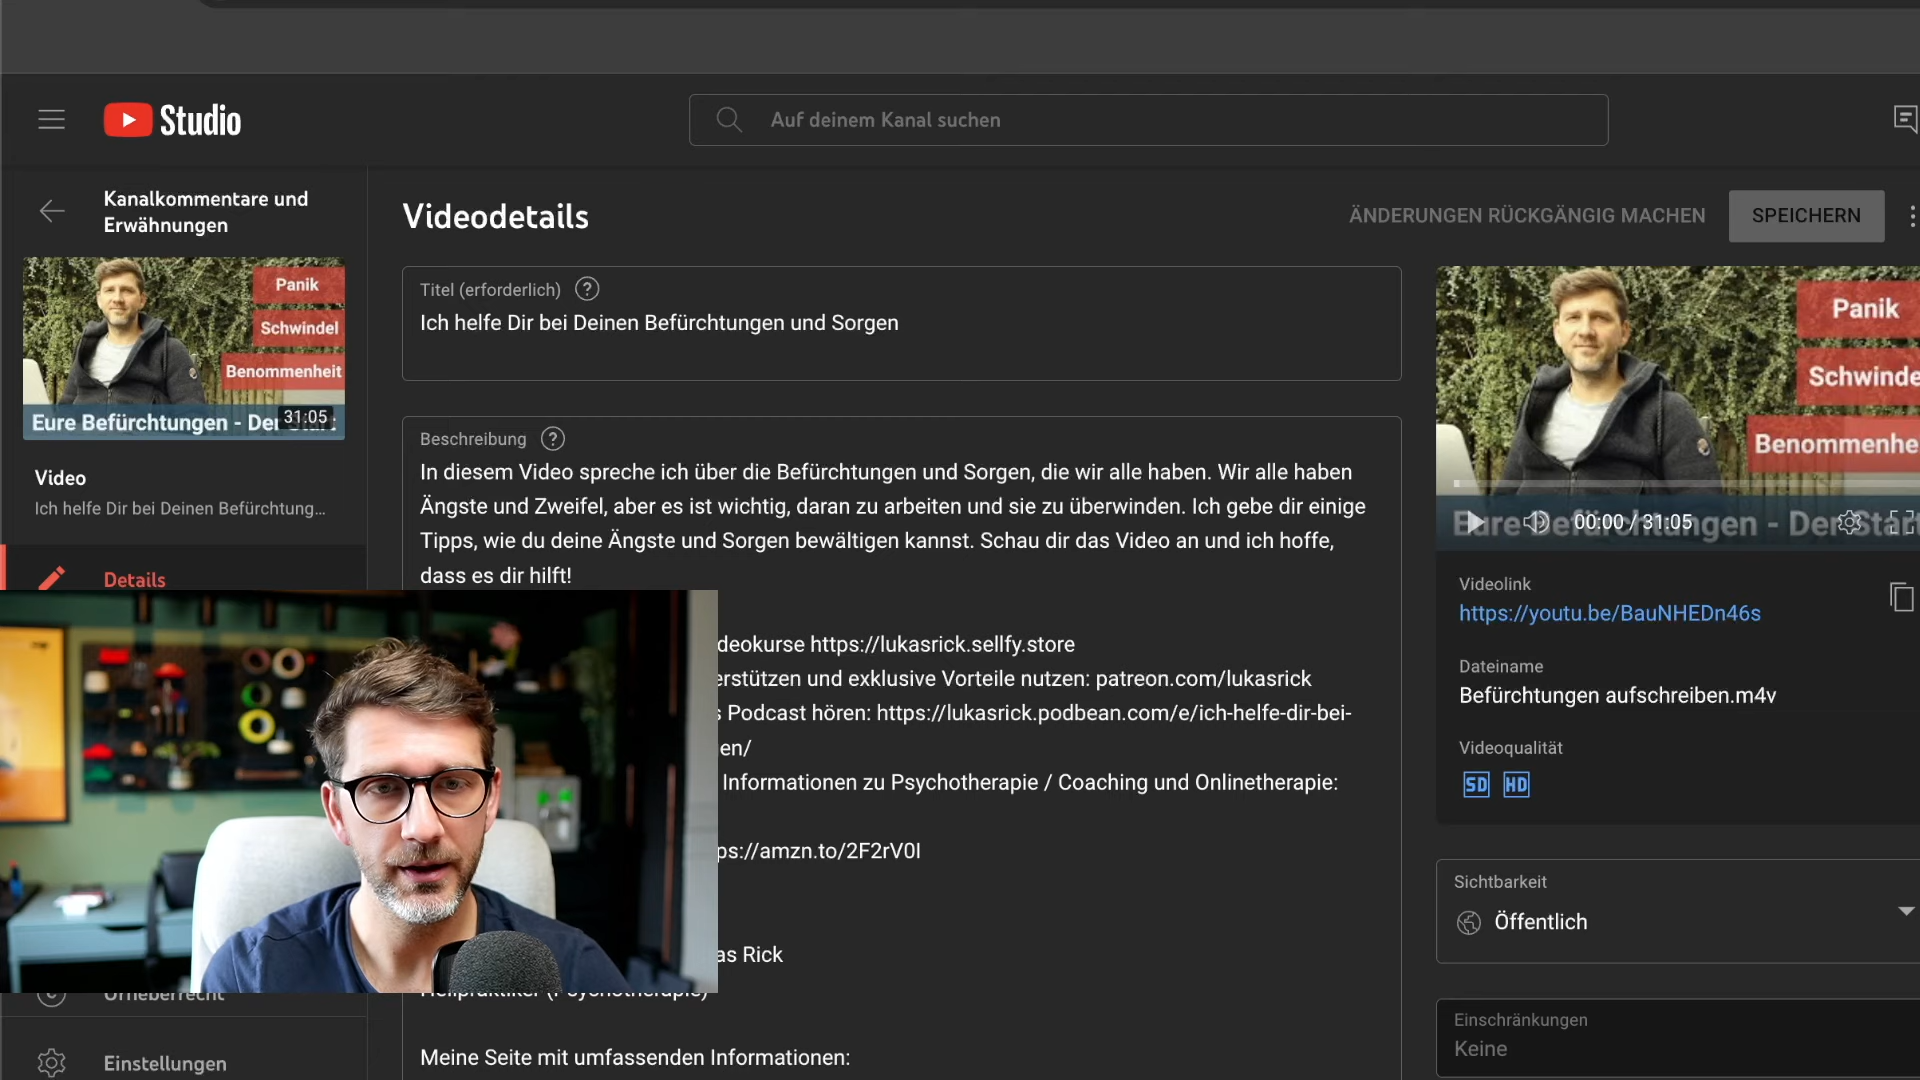 Studio
Auf deinem Kanal suchen
Kanalkommentare und
Erwähnungen
Panik
Schwindel
Benommenheit
Eure Befürchtungen - Der
31:05
Video
Ich helfe Dir bei Deinen Befürchtung...
Details
Urheberrecht
Einstellungen
Videodetails
ÄNDERUNGEN RÜCKGÄNGIG MACHEN
SPEICHERN
Titel (erforderlich)
Ich helfe Dir bei Deinen Befürchtungen und Sorgen
Beschreibung
In diesem Video spreche ich über die Befürchtungen und Sorgen, die wir alle haben. Wir alle haben
Ängste und Zweifel, aber es ist wichtig, daran zu arbeiten und sie zu überwinden. Ich gebe dir einige
Tipps, wie du deine Ängste und Sorgen bewältigen kannst. Schau dir das Video an und ich hoffe,
dass es dir hilft!
deokurse https://lukasrick.sellfy.store
erstützen und exklusive Vorteile nutzen: patreon.com/lukasrick
s Podcast hören: https://lukasrick.podbean.com/e/ich-helfe-dir-bei-
en/
Informationen zu Psychotherapie / Coaching und Onlinetherapie:
ps://amzn.to/2F2rV0I
as Rick
Heilpraktiker (Psychotherapie)
Meine Seite mit umfassenden Informationen:
Panik
Schwinde
Benommenhe
Eure Befürchtungen - Der Start
00:00 / 31:05
Videolink
https://youtu.be/BauNHEDn46s
Dateiname
Befürchtungen aufschreiben.m4v
Videoqualität
SD HD
Sichtbarkeit
Öffentlich
Einschränkungen
Keine